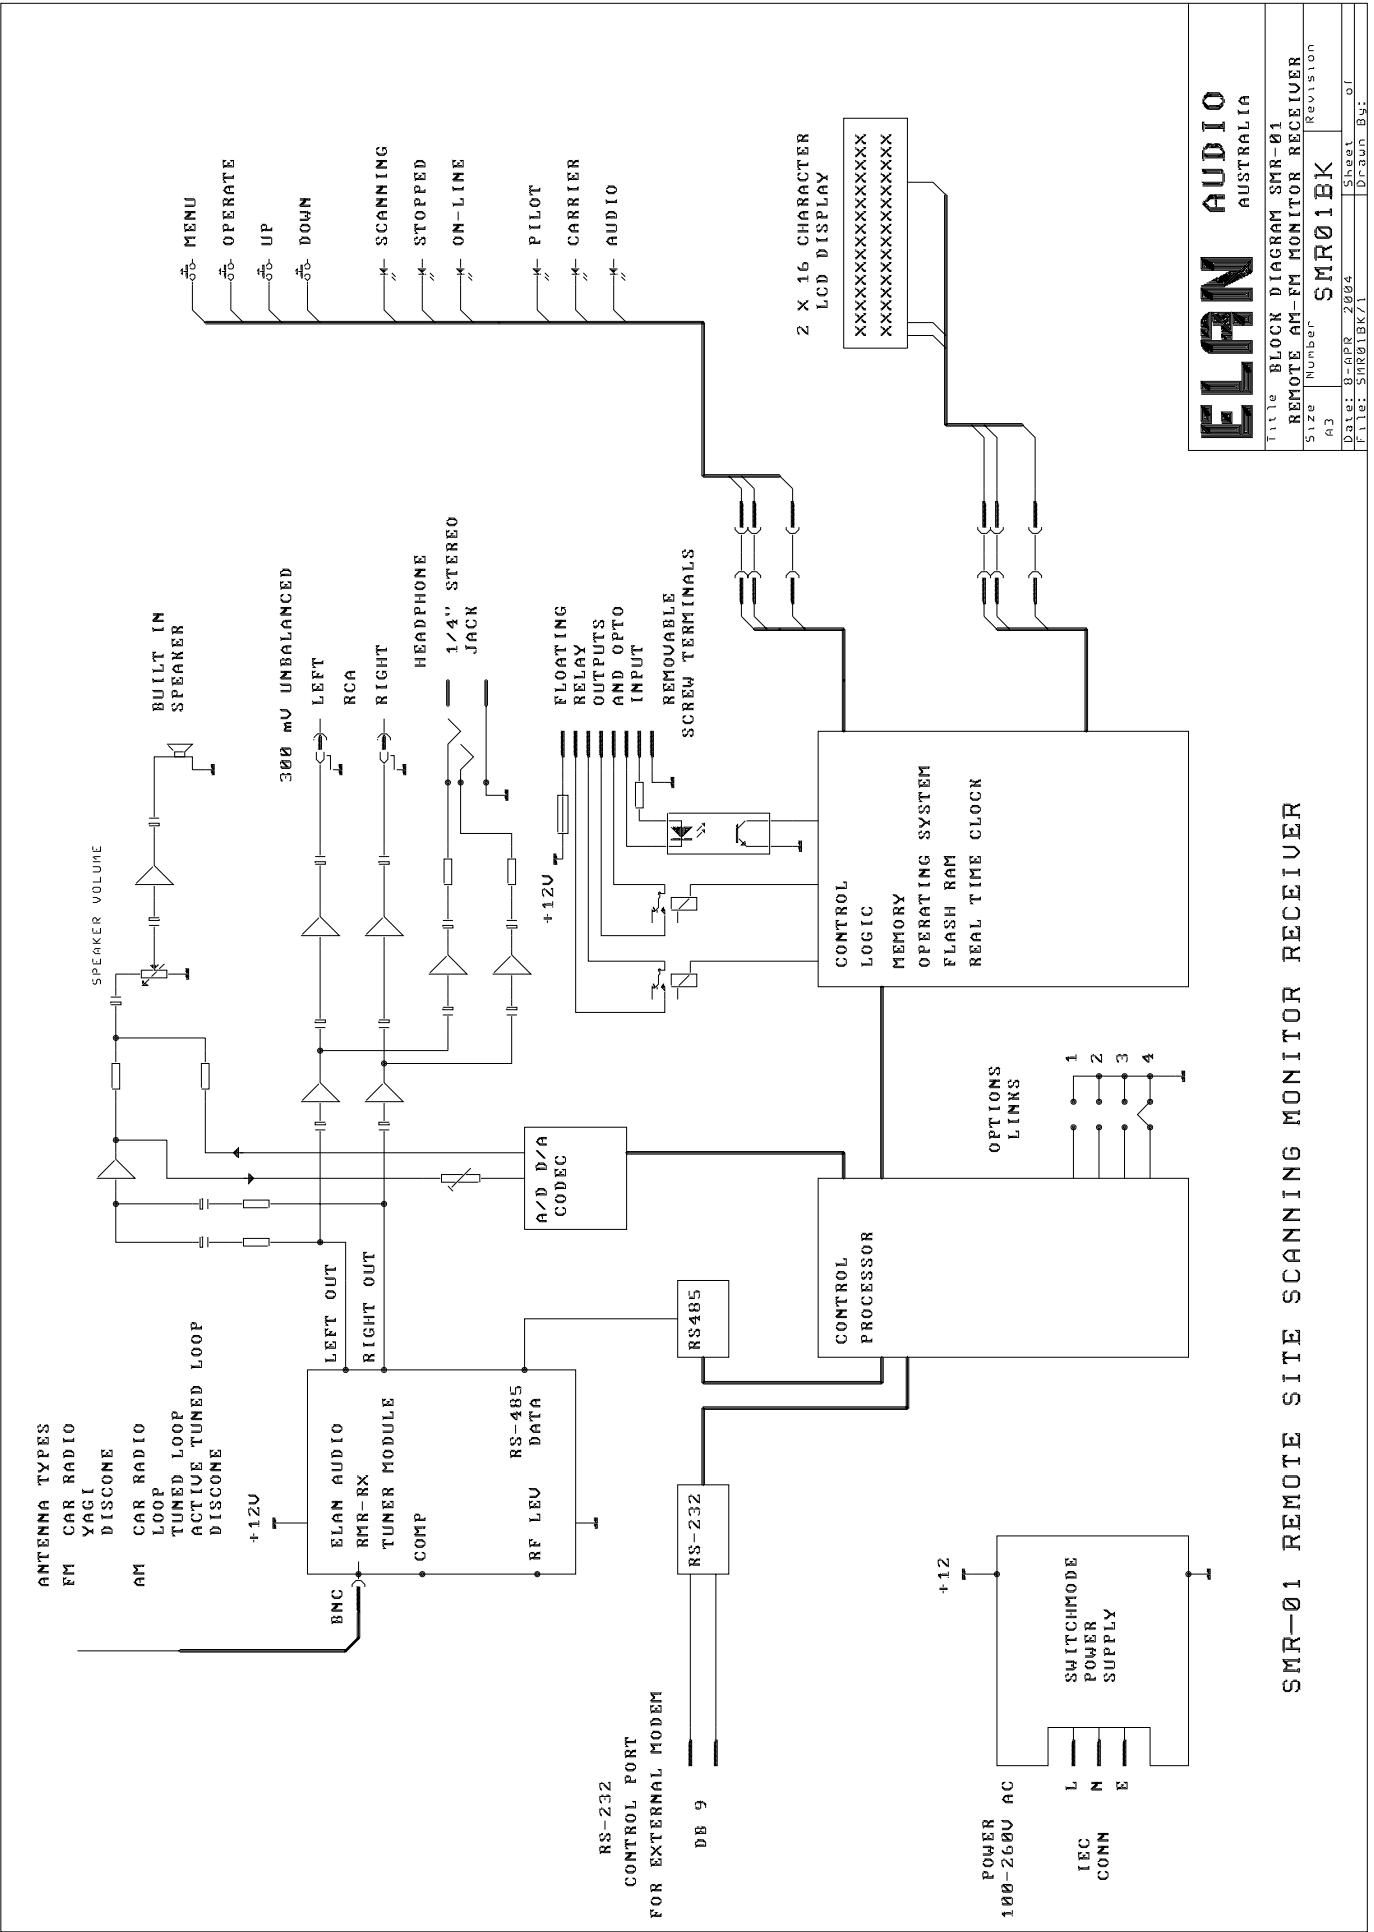 ANTENNA TYPES
FM CAR RADIO
YAGI
DISCONE
AM CAR RADIO
LOOP
TUNED LOOP
ACTIVE TUNED LOOP
DISCONE
+12V
BNC
ELAN AUDIO
RMR-RX
TUNER MODULE
COMP
RF LEV
RS-485
DATA
LEFT OUT
RIGHT OUT
SPEAKER VOLUME
BUILT IN
SPEAKER
300 mV UNBALANCED
LEFT
RCA
RIGHT
HEADPHONE
1/4" STEREO
JACK
MENU
OPERATE
UP
DOWN
SCANNING
STOPPED
ON-LINE
PILOT
CARRIER
AUDIO
A/D D/A
CODEC
+12V
FLOATING
RELAY
OUTPUTS
AND OPTO
INPUT
REMOVABLE
SCREW TERMINALS
2 X 16 CHARACTER
LCD DISPLAY
XXXXXXXXXXXXXXXX
XXXXXXXXXXXXXXXX
RS-232
CONTROL PORT
FOR EXTERNAL MODEM
DB 9
RS-232
RS485
CONTROL
PROCESSOR
OPTIONS
LINKS
1
2
3
4
CONTROL
LOGIC
MEMORY
OPERATING SYSTEM
FLASH RAM
REAL TIME CLOCK
POWER
100-260V AC
IEC
CONN
L
N
E
+12
SWITCHMODE
POWER
SUPPLY
SMR-01 REMOTE SITE SCANNING MONITOR RECEIVER
ELAN AUDIO
AUSTRALIA
Title BLOCK DIAGRAM SMR-01
REMOTE AM-FM MONITOR RECEIVER
Size Number Revision
A3 SMR01BK
Date: 8-APR 2004 Sheet of
File: SMR01BK/1 Drawn By: